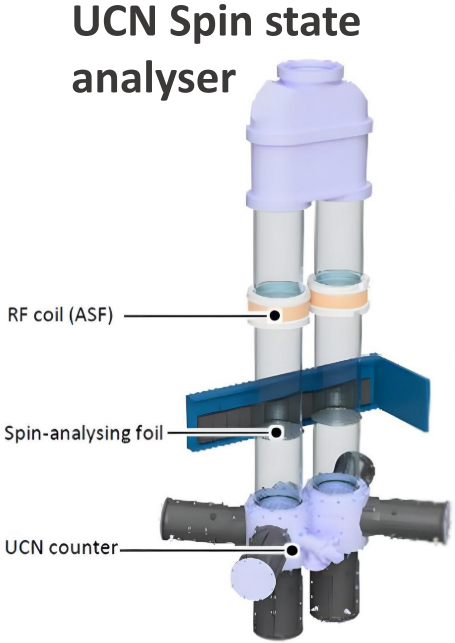 UCN Spin state
analyser
RF coil (ASF)
Spin-analysing foil
UCN counter